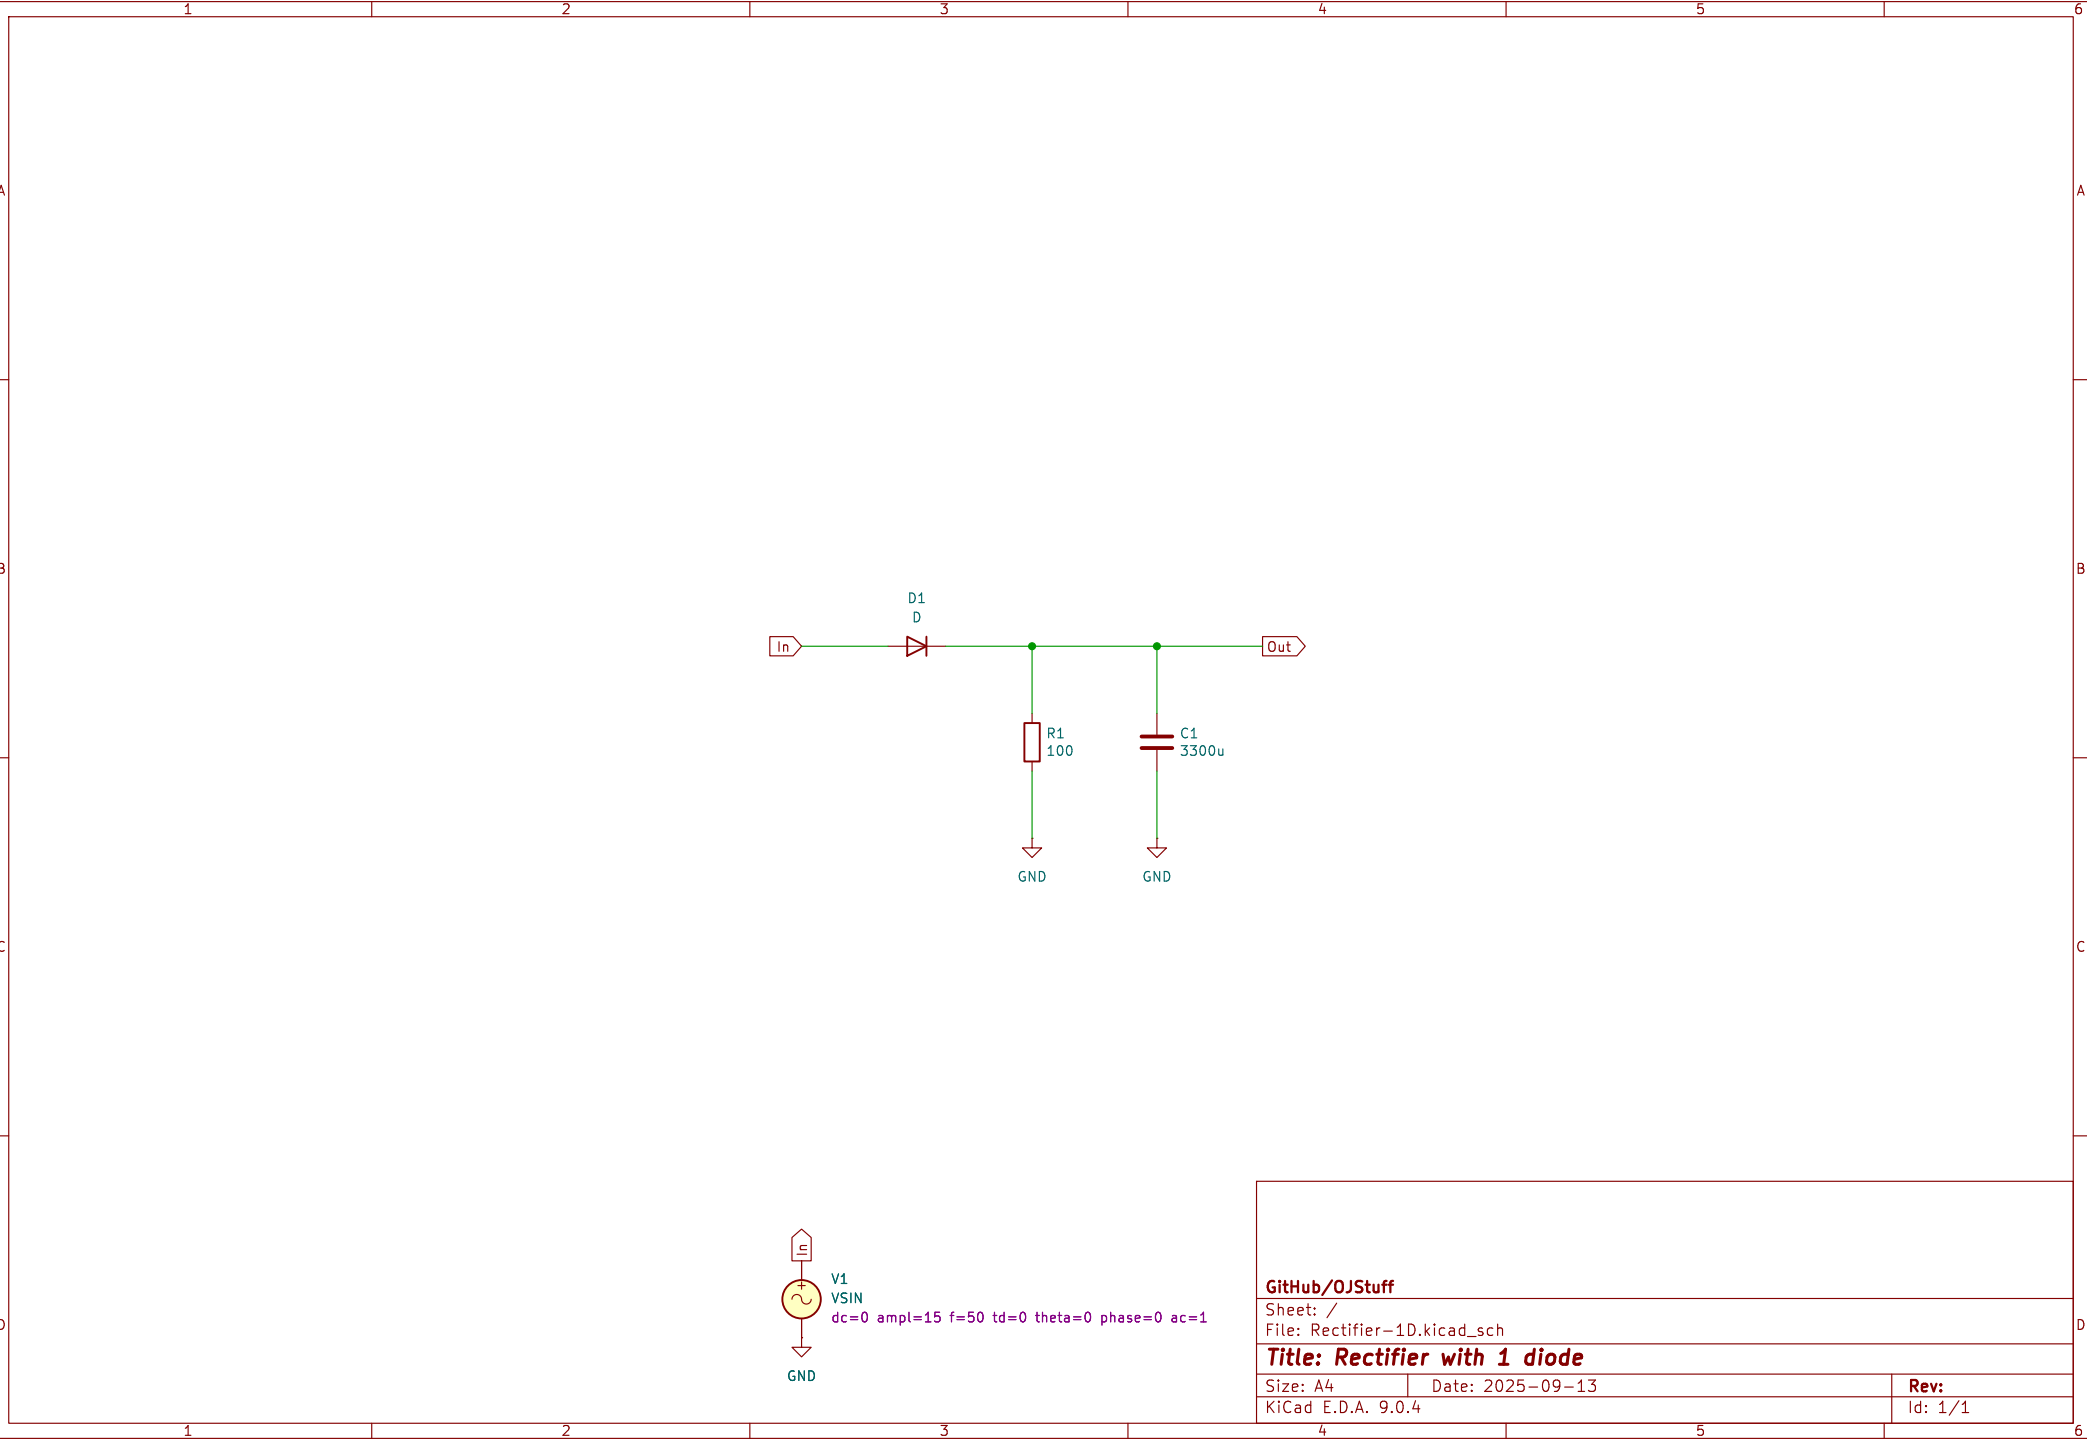 1 2 3 4 5 6
A A
B B
D1
D
In
Out
R1
100
C1
3300u
GND
GND
C C
In
V1
VSIN
dc=0 ampl=15 f=50 td=0 theta=0 phase=0 ac=1
GND
D D
GitHub/OJStuff
Sheet: /
File: Rectifier-1D.kicad_sch
Title: Rectifier with 1 diode
Size: A4
Date: 2025-09-13
Rev:
KiCad E.D.A. 9.0.4
Id: 1/1
1 2 3 4 5 6